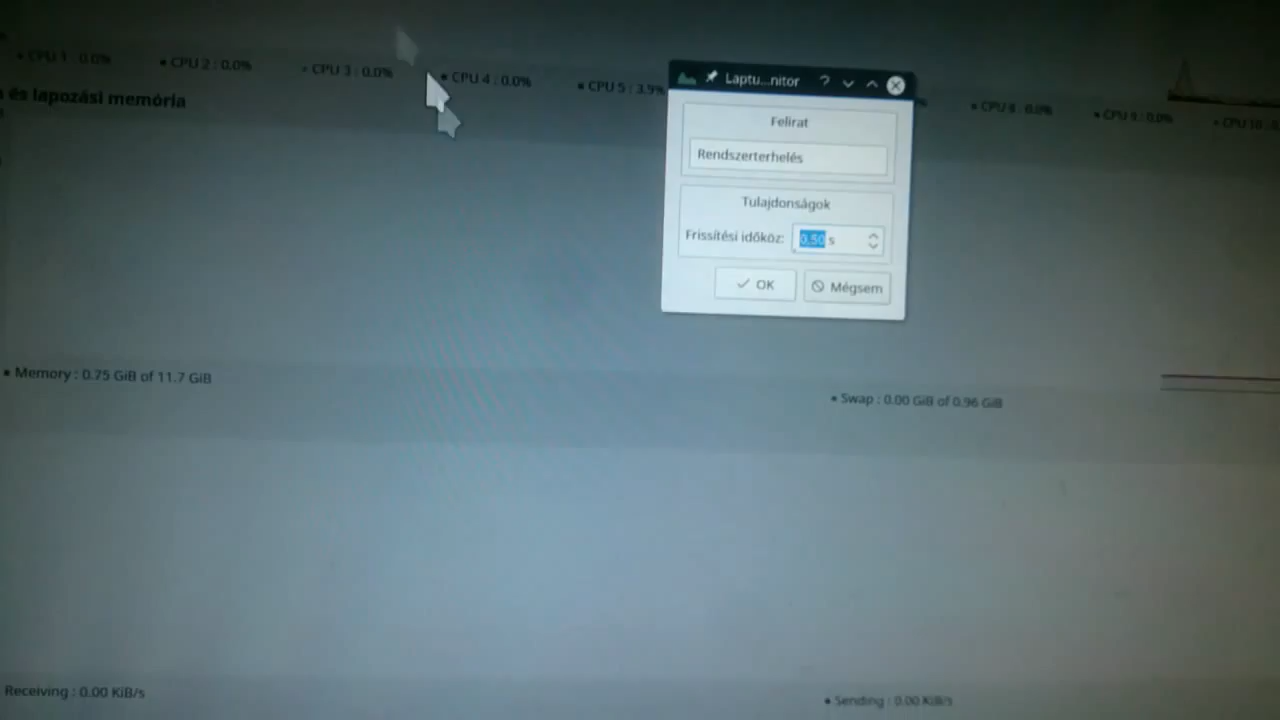 CPU 1 : 0.0%
CPU 2 : 0.0%
CPU 3 : 0.0%
CPU 4 : 0.0%
CPU 5 : 3.9%
CPU 8 : 0.0%
CPU 9 : 0.0%
CPU 10 :
és lapozási memória
Laptu...nitor
Felirat
Rendszerterhelés
Tulajdonságok
Frissítési időköz: 0,50 s
OK
Mégsem
Memory : 0.75 GiB of 11.7 GiB
Swap : 0.00 GiB of 0.96 GiB
Receiving : 0.00 KiB/s
Sending : 0.00 KiB/s